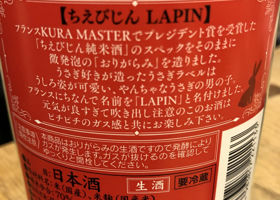 【ちえびじん LAPIN】
フランスKURA MASTERでプレジデント賞を受賞した
「ちえびじん純米酒」のスペックをそのままに
微発泡の「おりがらみ」を造りました。
うさぎ好きが造ったうさぎラベルは
うしろ姿が可愛い、やんちゃなうさぎの男の子。
フランスにちなんで名前を「LAPIN」と名付けました。
元気が良すぎて吹き出し注意のこのお酒は
ピチピチのガス感と共にお楽しみ下さい。
本商品はおりがらみの生酒ですので発酵により
ガスが発生します。ガスが抜けるのを確認して
ゆっくりと開栓してください。
日本酒 生酒 要冷蔵